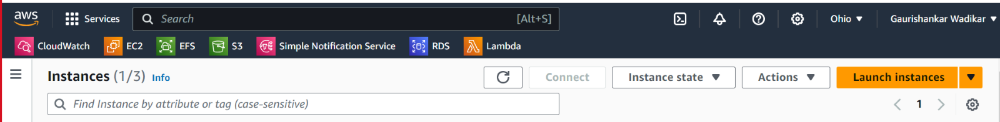 aws Services Search [Alt+S] Ohio Gaurishankar Wadikar
CloudWatch EC2 EFS S3 Simple Notification Service RDS Lambda
Instances (1/3) Info Connect Instance state Actions Launch instances
Find Instance by attribute or tag (case-sensitive) 1